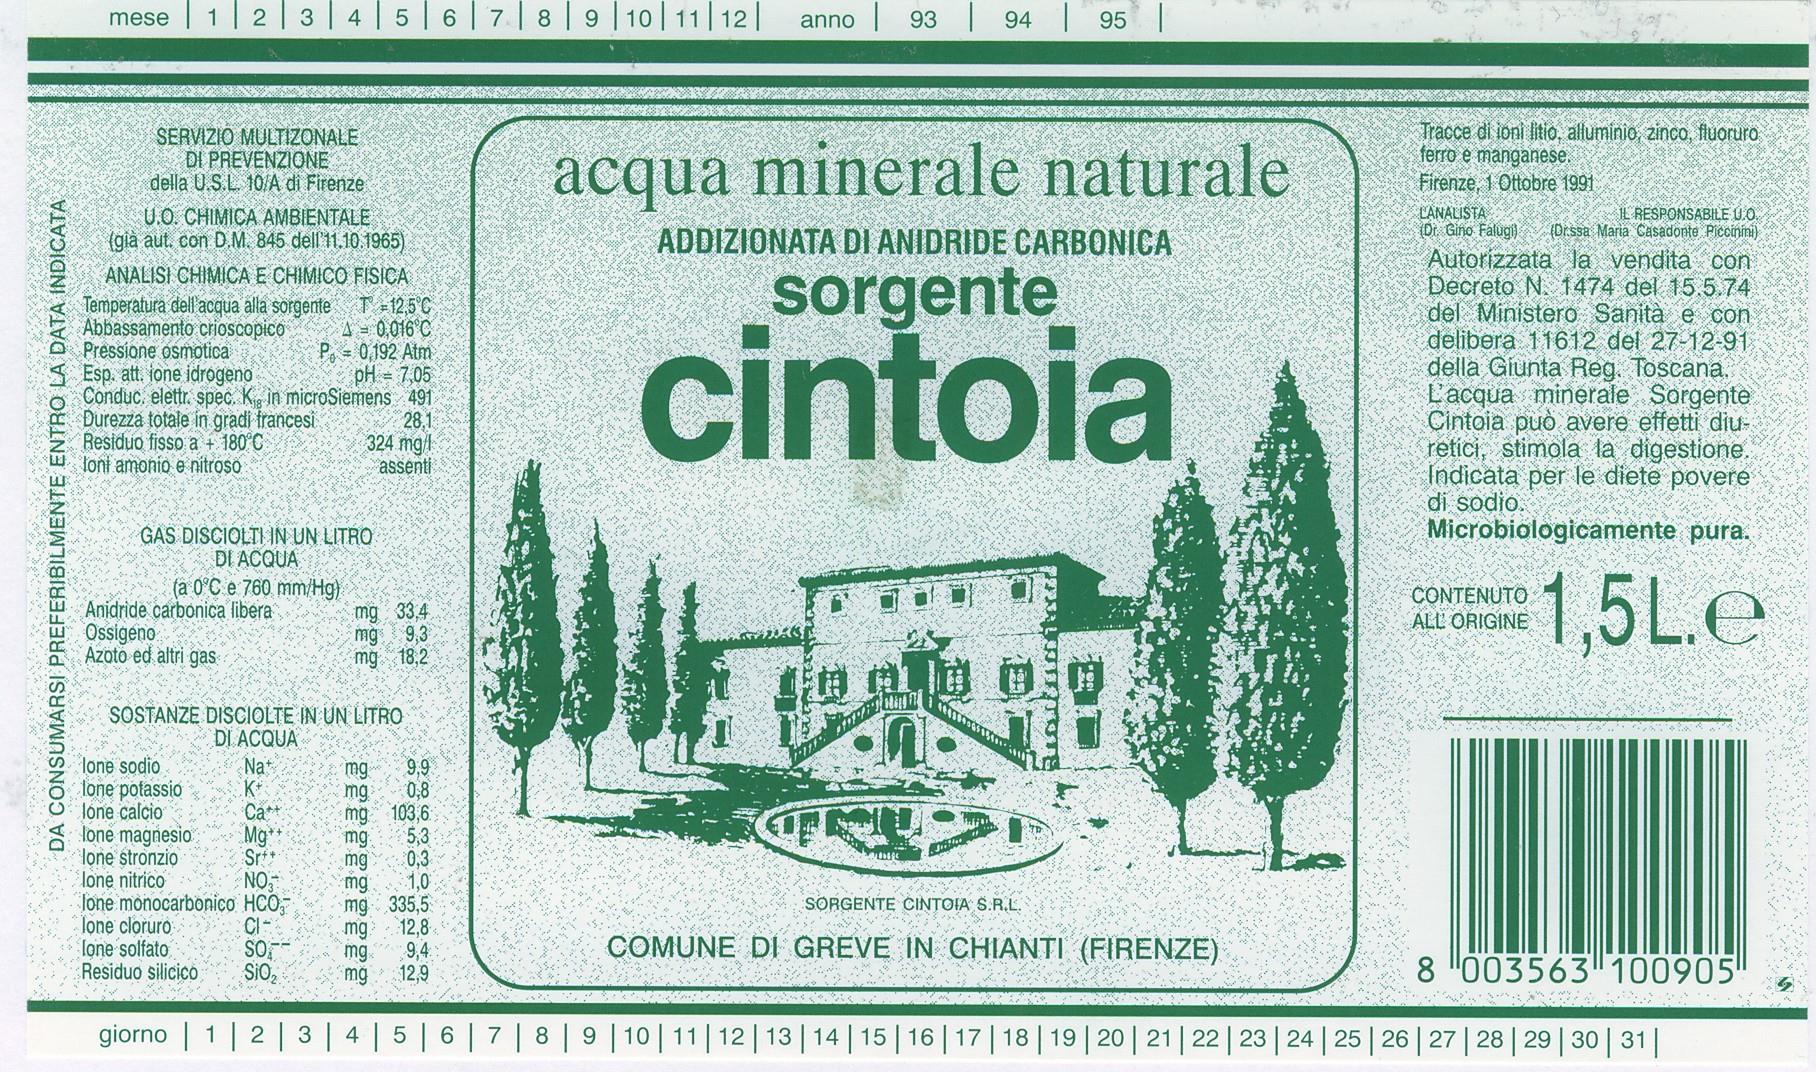 mese | 1 | 2 | 3 | 4 | 5 | 6 | 7 | 8 | 9 | 10 | 11 | 12 | anno | 93 | 94 | 95 |
DA CONSUMARSI PREFERIBILMENTE ENTRO LA DATA INDICATA
SERVIZIO MULTIZONALE
DI PREVENZIONE
della U.S.L. 10/A di Firenze
U.O. CHIMICA AMBIENTALE
(già aut. con D.M. 845 dell'11.10.1965)
ANALISI CHIMICA E CHIMICO FISICA
Temperatura dell'acqua alla sorgente T° =12,5°C
Abbassamento crioscopico Δ = 0,016°C
Pressione osmotica P₀ = 0,192 Atm
Esp. att. ione idrogeno pH = 7,05
Conduc. elettr. spec. K₁₈ in microSiemens 491
Durezza totale in gradi francesi 28,1
Residuo fisso a + 180°C 324 mg/l
Ioni amonio e nitroso assenti
GAS DISCIOLTI IN UN LITRO
DI ACQUA
(a 0°C e 760 mm/Hg)
Anidride carbonica libera mg 33,4
Ossigeno mg 9,3
Azoto ed altri gas mg 18,2
SOSTANZE DISCIOLTE IN UN LITRO
DI ACQUA
Ione sodio Na⁺ mg 9,9
Ione potassio K⁺ mg 0,8
Ione calcio Ca⁺⁺ mg 103,6
Ione magnesio Mg⁺⁺ mg 5,3
Ione stronzio Sr⁺⁺ mg 0,3
Ione nitrico NO₃⁻ mg 1,0
Ione monocarbonico HCO₃⁻ mg 335,5
Ione cloruro Cl⁻ mg 12,8
Ione solfato SO₄⁻⁻ mg 9,4
Residuo silicico SiO₂ mg 12,9
acqua minerale naturale
ADDIZIONATA DI ANIDRIDE CARBONICA
sorgente
cintoia
SORGENTE CINTOIA S.R.L.
COMUNE DI GREVE IN CHIANTI (FIRENZE)
Tracce di ioni litio, alluminio, zinco, fluoruro
ferro e manganese.
Firenze, 1 Ottobre 1991
L'ANALISTA IL RESPONSABILE U.O.
(Dr. Gino Falugi) (Dr.ssa Maria Casadonte Piccinini)
Autorizzata la vendita con
Decreto N. 1474 del 15.5.74
del Ministero Sanità e con
delibera 11612 del 27-12-91
della Giunta Reg. Toscana.
L'acqua minerale Sorgente
Cintoia può avere effetti diu-
retici, stimola la digestione.
Indicata per le diete povere
di sodio.
Microbiologicamente pura.
CONTENUTO
ALL' ORIGINE
1,5 L. ℮
8 003563 100905
giorno | 1 | 2 | 3 | 4 | 5 | 6 | 7 | 8 | 9 | 10 | 11 | 12 | 13 | 14 | 15 | 16 | 17 | 18 | 19 | 20 | 21 | 22 | 23 | 24 | 25 | 26 | 27 | 28 | 29 | 30 | 31 |